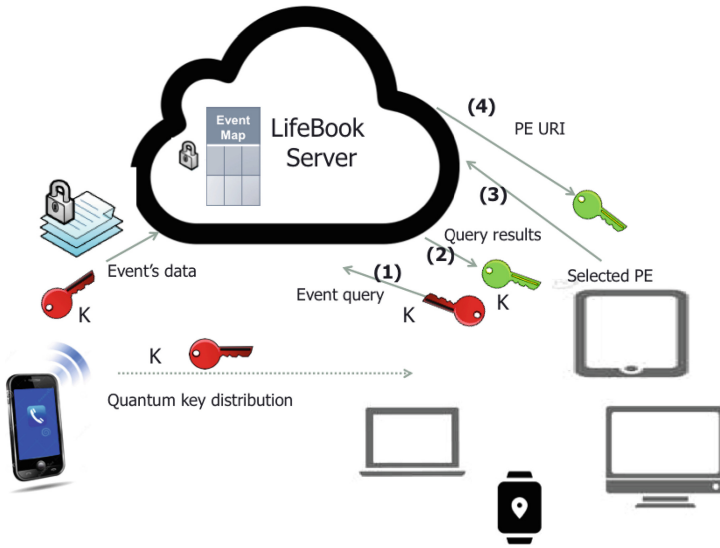 (4)
PE URI
Event
Map
LifeBook
Server
(3)
Query results
(2)
Event's data
(1)
Event query
Selected PE
K
K
K
K
Quantum key distribution